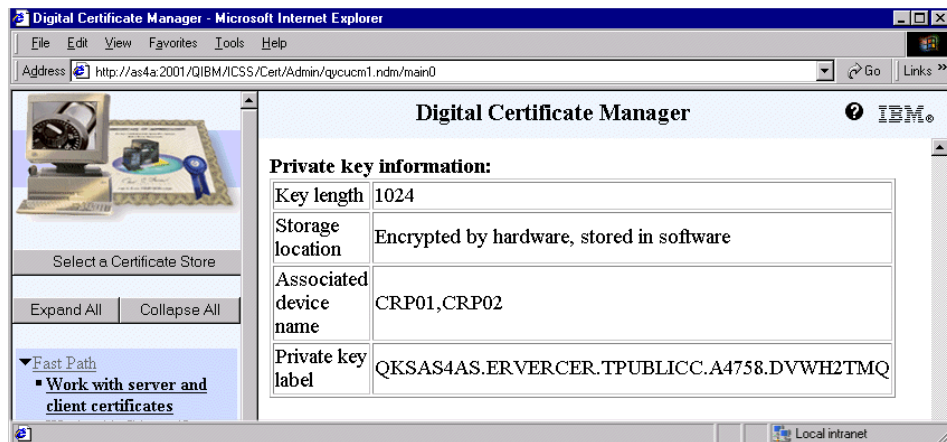 Digital Certificate Manager - Microsoft Internet Explorer
File Edit View Favorites Tools Help
Address http://as4a:2001/QIBM/ICSS/Cert/Admin/qycucm1.ndm/main0 Go Links »
Digital Certificate Manager ? IBM®
Select a Certificate Store
Expand All Collapse All
Fast Path
Work with server and
client certificates
Private key information:
Key length 1024
Storage
location
Encrypted by hardware, stored in software
Associated
device
name
CRP01,CRP02
Private key
label
QKSAS4AS.ERVERCER.TPUBLICC.A4758.DVWH2TMQ
Local intranet